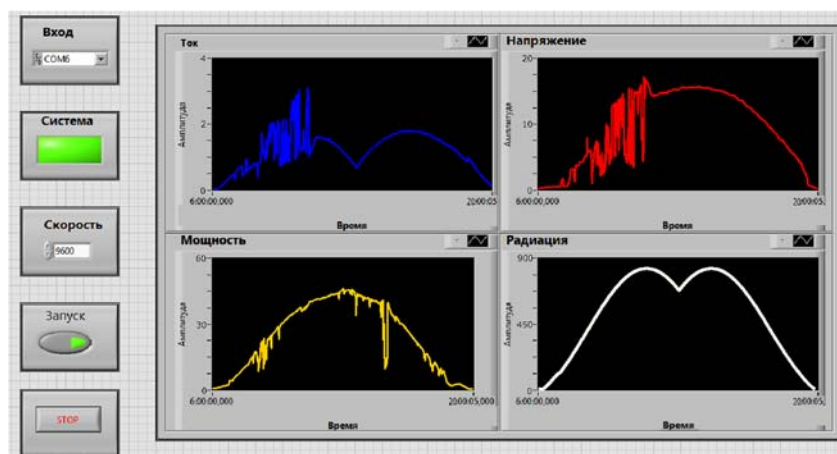 Вход
COM6
Система
Скорость
9600
Запуск
STOP
Ток
Амплитуда
4
2
0
6:00:00,000
20:00:05
Время
Напряжение
Амплитуда
20
10
0
6:00:00,000
20:00:05,
Время
Мощность
Амплитуда
60
30
0
6:00:00,000
20:00:05,000
Время
Радиация
Амплитуда
900
450
0
6:00:00,000
20:00:05,
Время